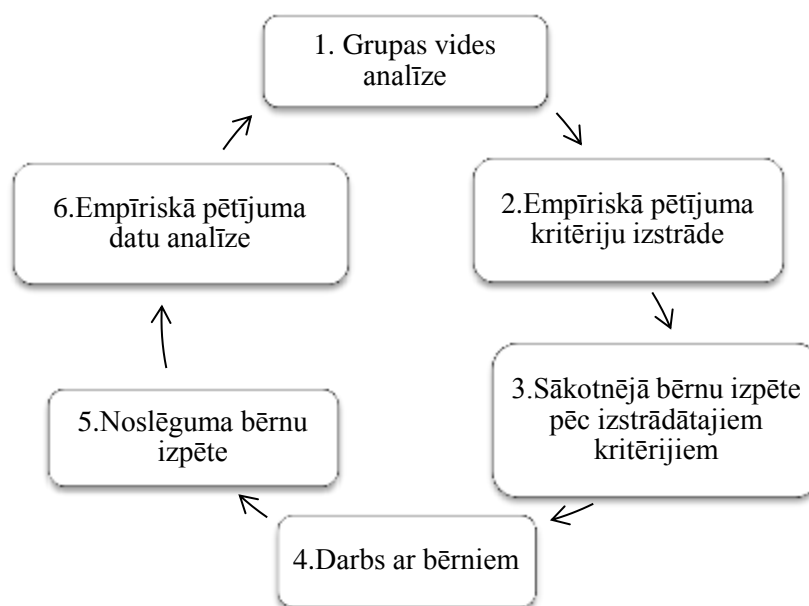 1. Grupas vides
analīze
2.Empīriskā pētījuma
kritēriju izstrāde
3.Sākotnējā bērnu izpēte
pēc izstrādātajiem
kritērijiem
4.Darbs ar bērniem
5.Noslēguma bērnu
izpēte
6.Empīriskā pētījuma
datu analīze